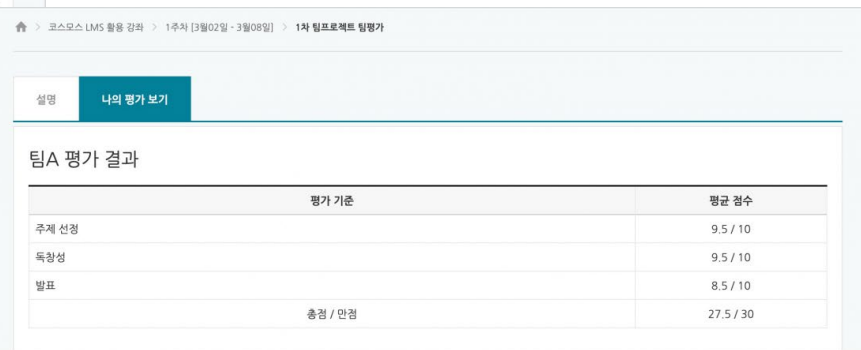 코스모스 LMS 활용 강좌 > 1주차 [3월02일 - 3월08일] > 1차 팀프로젝트 팀평가
설명 나의 평가 보기
팀A 평가 결과
평가 기준 평균 점수
주제 선정 9.5 / 10
독창성 9.5 / 10
발표 8.5 / 10
총점 / 만점 27.5 / 30